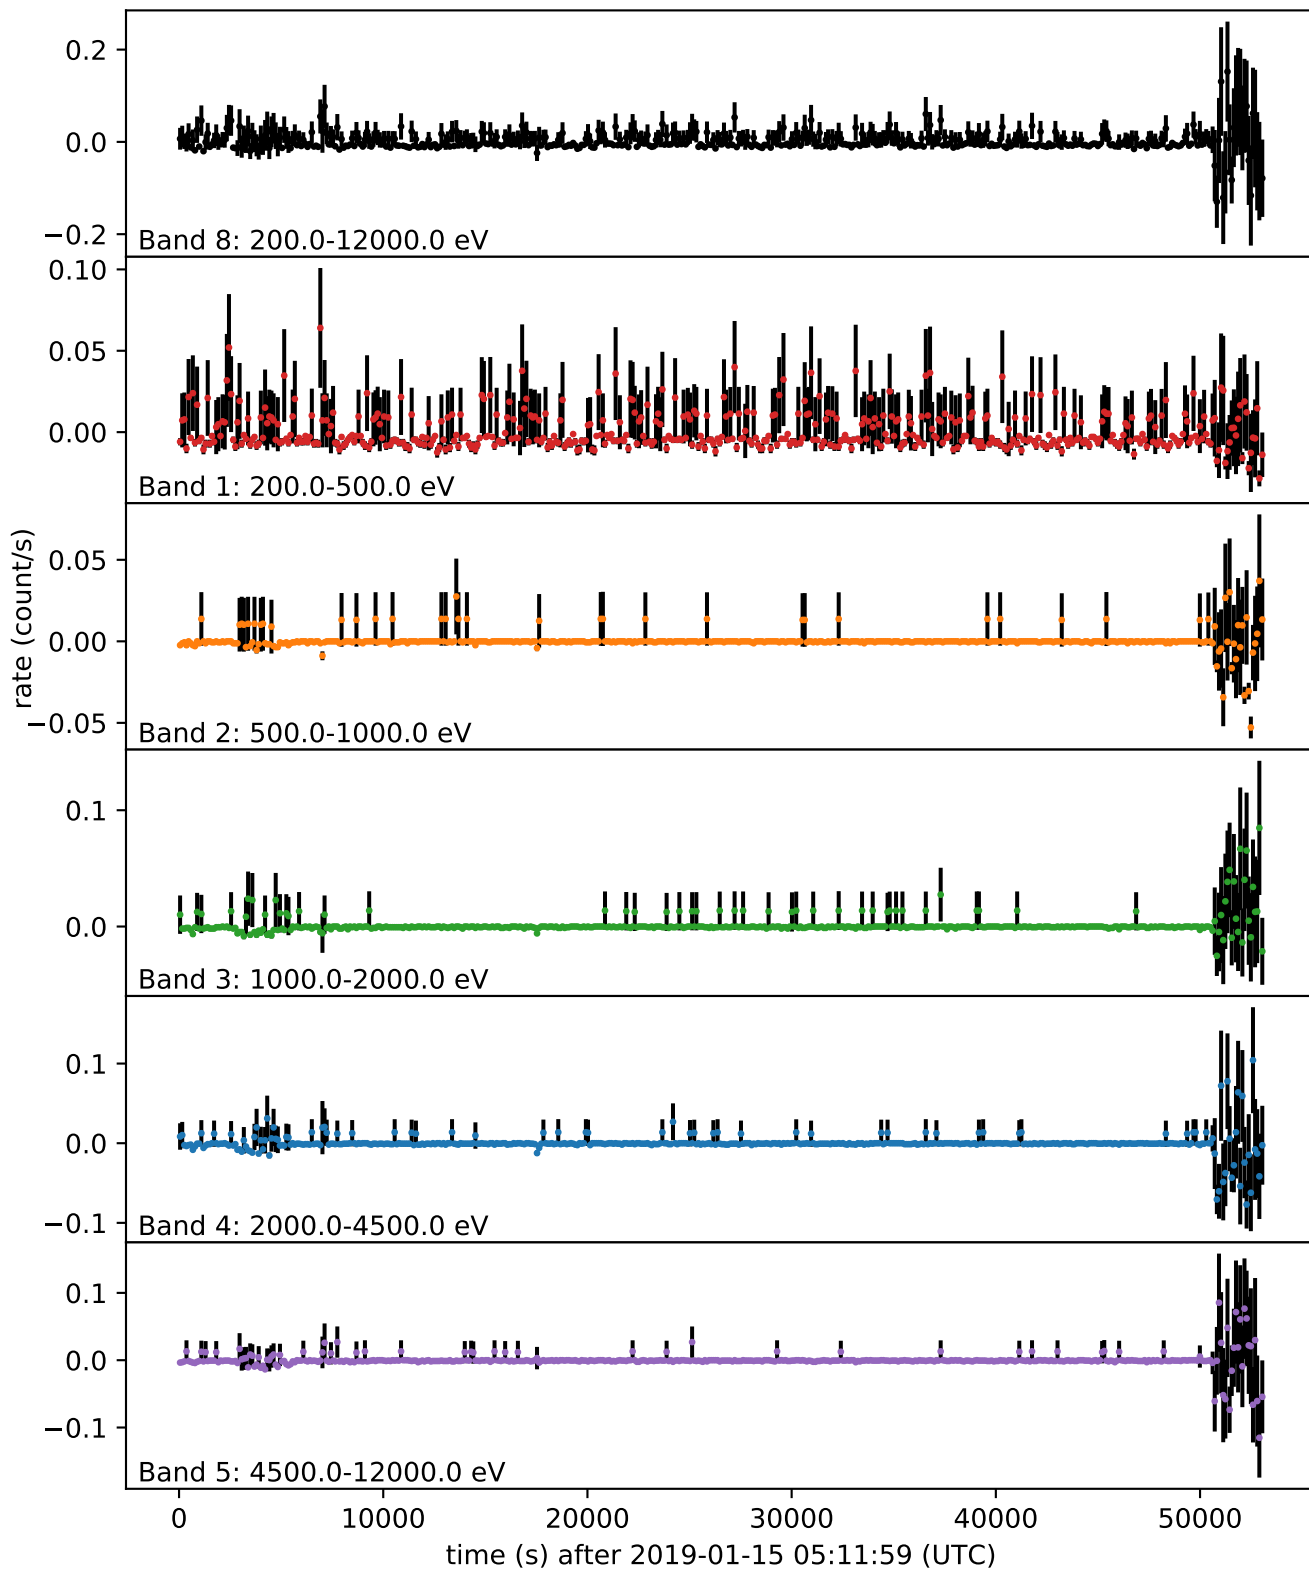 0.2
0.0
−0.2
Band 8: 200.0-12000.0 eV
0.10
0.05
0.00
Band 1: 200.0-500.0 eV
rate (count/s)
0.05
0.00
−0.05
Band 2: 500.0-1000.0 eV
0.1
0.0
Band 3: 1000.0-2000.0 eV
0.1
0.0
−0.1
Band 4: 2000.0-4500.0 eV
0.1
0.0
−0.1
Band 5: 4500.0-12000.0 eV
0 10000 20000 30000 40000 50000
time (s) after 2019-01-15 05:11:59 (UTC)